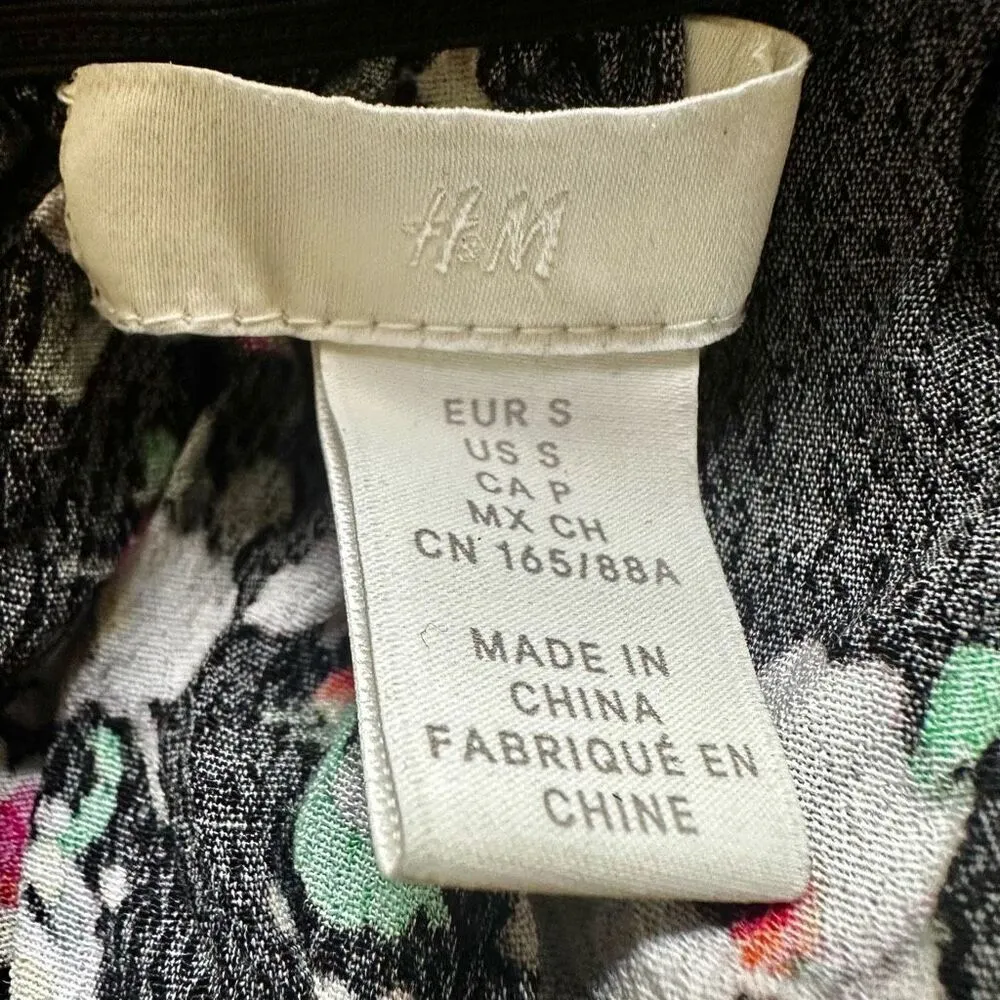 H&M
EUR S
US S
CA P
MX CH
CN 165/88A
MADE IN
CHINA
FABRIQUÉ EN
CHINE